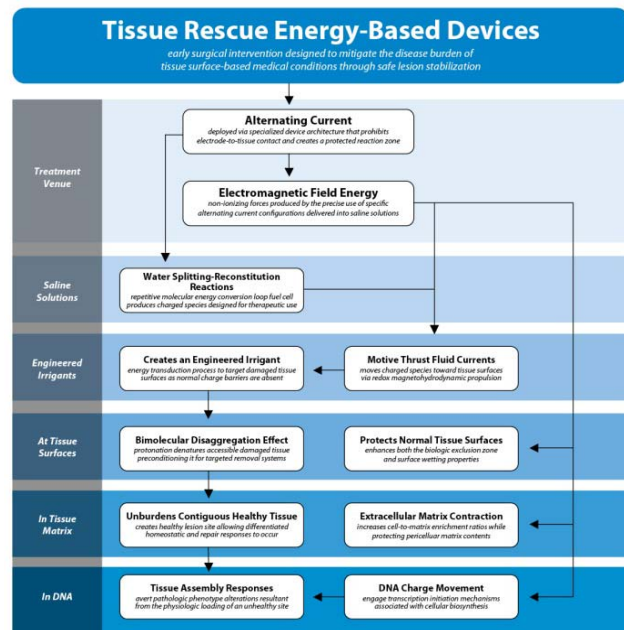 Tissue Rescue Energy-Based Devices
early surgical intervention designed to mitigate the disease burden of
tissue surface-based medical conditions through safe lesion stabilization
Treatment
Venue
Alternating Current
deployed via specialized device architecture that prohibits
electrode-to-tissue contact and creates a protected reaction zone
Electromagnetic Field Energy
non-ionizing forces produced by the precise use of specific
alternating current configurations delivered into saline solutions
Saline
Solutions
Water Splitting-Reconstitution
Reactions
repetitive molecular energy conversion loop fuel cell
produces charged species designed for therapeutic use
Engineered
Irrigants
Creates an Engineered Irrigant
energy transduction process to target damaged tissue
surfaces as normal charge barriers are absent
Motive Thrust Fluid Currents
moves charged species toward tissue surfaces
via redox magnetohydrodynamic propulsion
At Tissue
Surfaces
Bimolecular Disaggregation Effect
protonation denatures accessible damaged tissue
preconditioning it for targeted removal systems
Protects Normal Tissue Surfaces
enhances both the biologic exclusion zone
and surface wetting properties
In Tissue
Matrix
Unburdens Contiguous Healthy Tissue
creates healthy lesion site allowing differentiated
homeostatic and repair responses to occur
Extracellular Matrix Contraction
increases cell-to-matrix enrichment ratios while
protecting pericelluar matrix contents
In DNA
Tissue Assembly Responses
avert pathologic phenotype alterations resultant
from the physiologic loading of an unhealthy site
DNA Charge Movement
engage transcription initiation mechanisms
associated with cellular biosynthesis